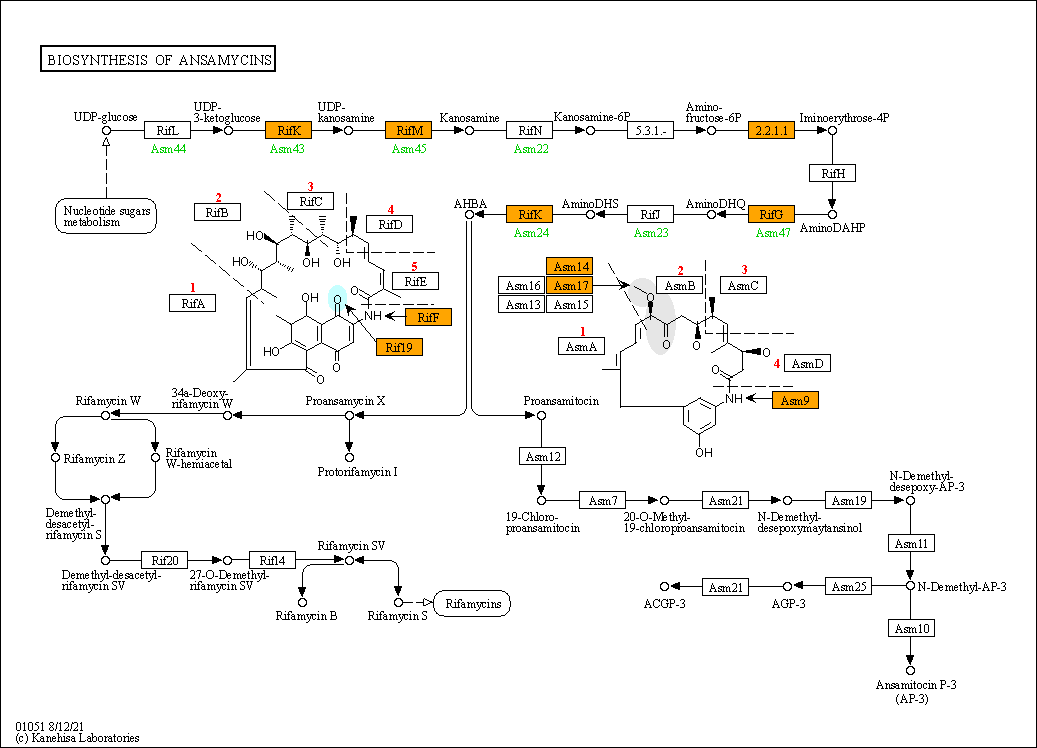 BIOSYNTHESIS OF ANSAMYCINS
UDP-glucose
RifL
Asm44
UDP-
3-ketoglucose
RifK
Asm43
UDP-
kanosamine
RifM
Asm45
Kanosamine
RifN
Asm22
Kanosamine-6P
5.3.1.-
Amino-
fructose-6P
2.2.1.1
Iminoerythrose-4P
RifH
Nucleotide sugars
metabolism
AHBA
RifK
Asm24
AminoDHS
RifJ
Asm23
AminoDHQ
RifG
Asm47
AminoDAHP
1
RifA
2
RifB
3
RifC
4
RifD
5
RifE
RifF
Rif19
HO
HO
OH
OH
OH
O
O
NH
HO
O
O
Asm14
Asm16
Asm17
Asm13
Asm15
1
AsmA
2
AsmB
3
AsmC
4
AsmD
Asm9
O
O
O
O
O
NH
OH
Rifamycin W
34a-Deoxy-
rifamycin W
Proansamycin X
Proansamitocin
Rifamycin Z
Rifamycin
W-hemiacetal
Protorifamycin I
Asm12
Demethyl-
desacetyl-
rifamycin S
19-Chloro-
proansamitocin
Asm7
20-O-Methyl-
19-chloroproansamitocin
Asm21
N-Demethyl-
desepoxymaytansinol
Asm19
N-Demethyl-
desepoxy-AP-3
Asm11
Demethyl-desacetyl-
rifamycin SV
Rif20
27-O-Demethyl-
rifamycin SV
Rif14
Rifamycin SV
Rifamycin B
Rifamycin S
Rifamycins
ACGP-3
Asm21
AGP-3
Asm25
N-Demethyl-AP-3
Asm10
Ansamitocin P-3
(AP-3)
01051 8/12/21
(c) Kanehisa Laboratories